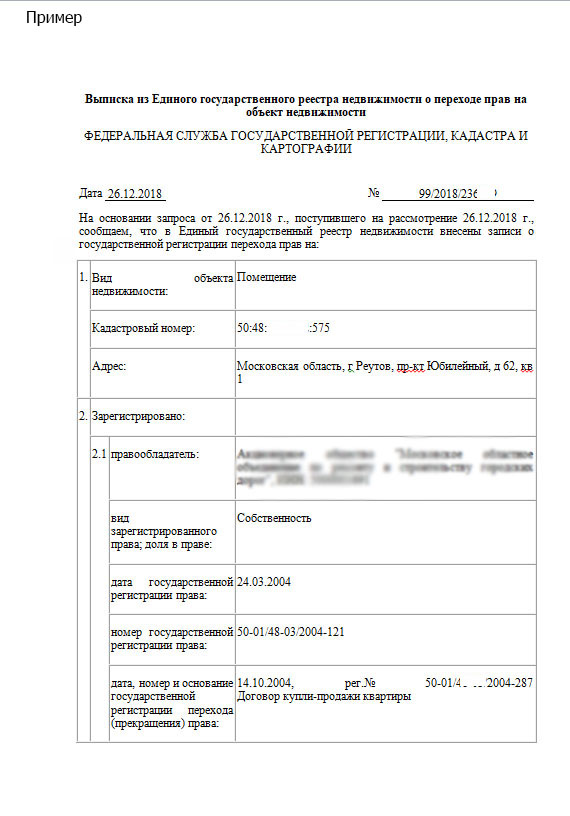 Пример
Выписка из Единого государственного реестра недвижимости о переходе прав на
объект недвижимости
ФЕДЕРАЛЬНАЯ СЛУЖБА ГОСУДАРСТВЕННОЙ РЕГИСТРАЦИИ, КАДАСТРА И
КАРТОГРАФИИ
Дата 26.12.2018 № 99/2018/236
На основании запроса от 26.12.2018 г., поступившего на рассмотрение 26.12.2018 г.,
сообщаем, что в Единый государственный реестр недвижимости внесены записи о
государственной регистрации перехода прав на:
1. Вид объекта
недвижимости:
Помещение
Кадастровый номер: 50:48: :575
Адрес:
Московская область, г Реутов, пр-кт Юбилейный, д 62, кв
1
2. Зарегистрировано:
2.1 правообладатель:
вид
зарегистрированного
права; доля в праве:
Собственность
дата государственной
регистрации права:
24.03.2004
номер государственной
регистрации права:
50-01/48-03/2004-121
дата, номер и основание
государственной
регистрации перехода
(прекращения) права:
14.10.2004, рег.№ 50-01/4 /2004-287
Договор купли-продажи квартиры